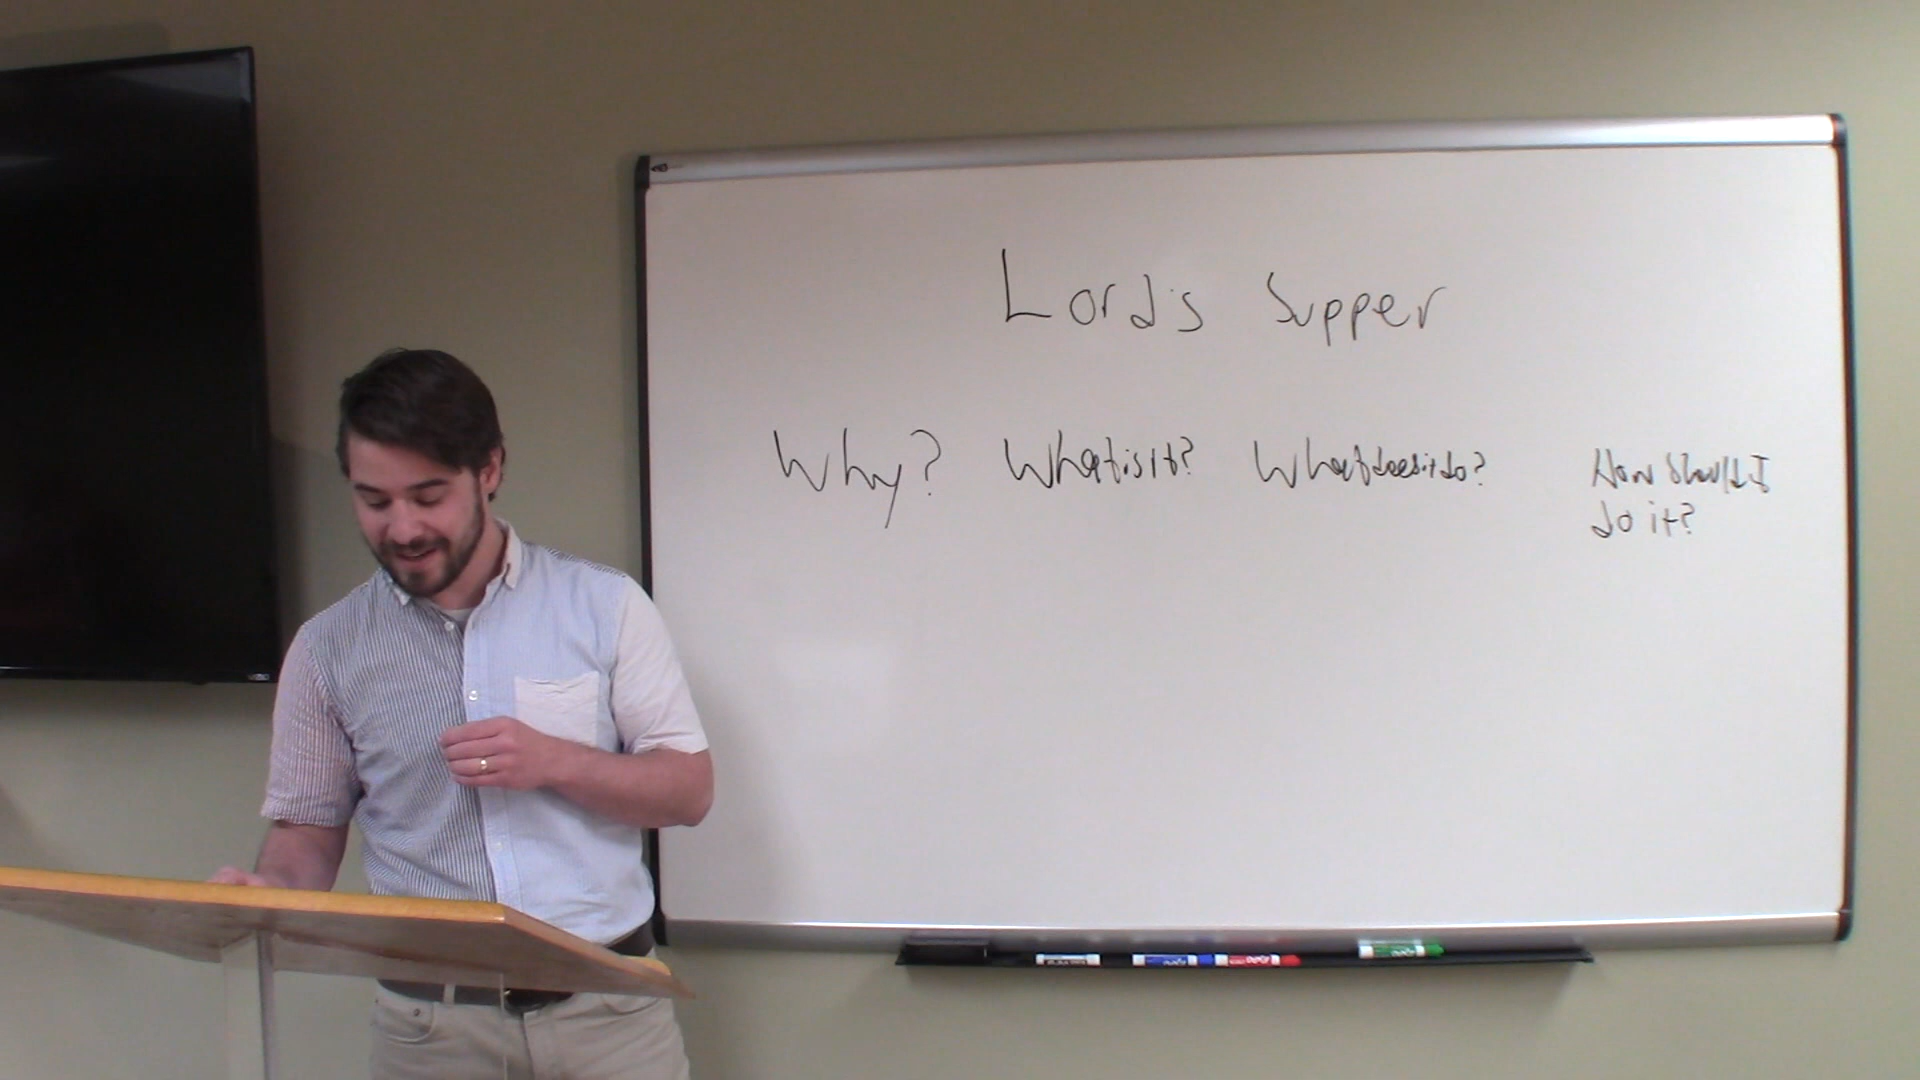 Lord's Supper
Why? What is it? What does it do? How should I
do it?